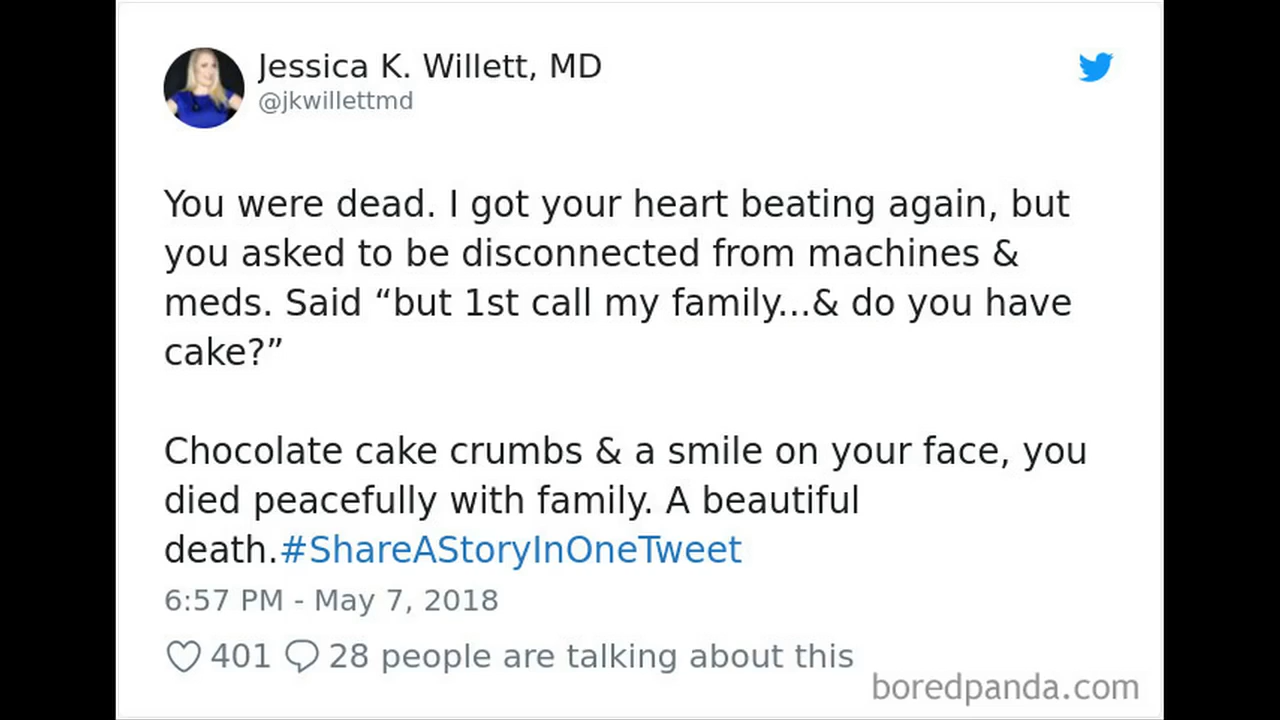 Jessica K. Willett, MD
@jkwillettmd
You were dead. I got your heart beating again, but
you asked to be disconnected from machines &
meds. Said “but 1st call my family...& do you have
cake?”
Chocolate cake crumbs & a smile on your face, you
died peacefully with family. A beautiful
death.#ShareAStoryInOneTweet
6:57 PM - May 7, 2018
401 28 people are talking about this
boredpanda.com